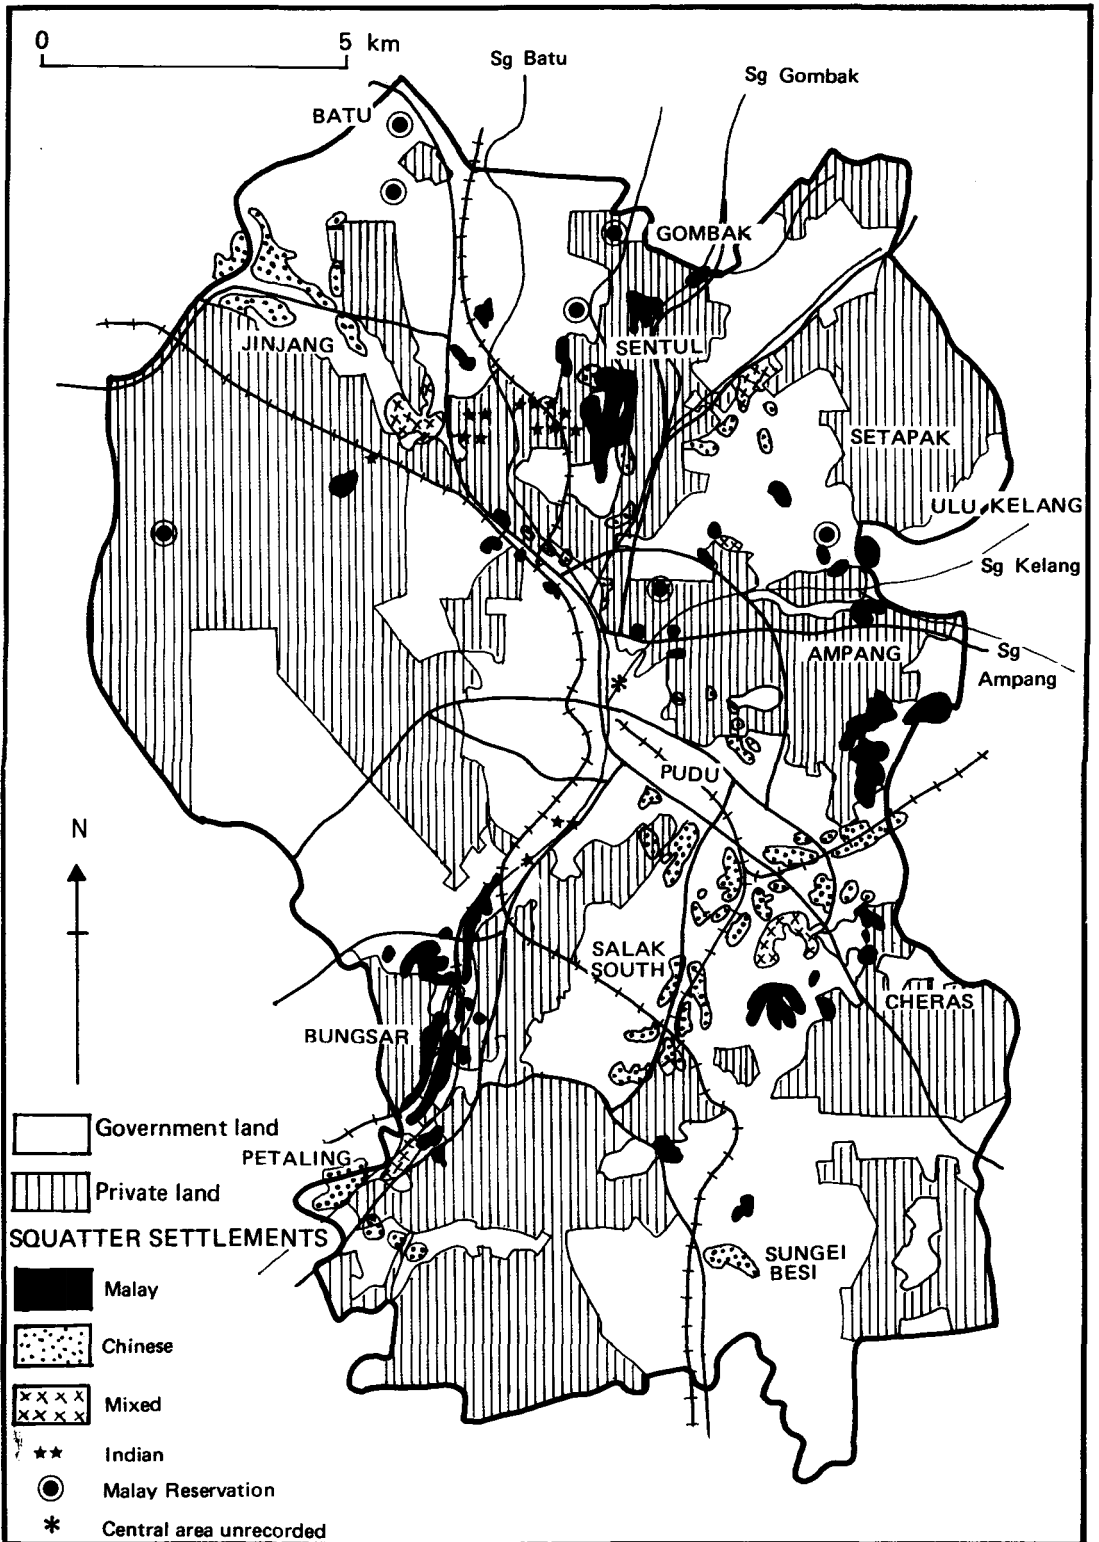 0 5 km
Sg Batu
Sg Gombak
BATU
GOMBAK
JINJANG
SENTUL
SETAPAK
ULU KELANG
Sg Kelang
AMPANG
Sg
Ampang
PUDU
N
SALAK
SOUTH
CHERAS
BUNGSAR
Government land
PETALING
Private land
SQUATTER SETTLEMENTS
SUNGEI
BESI
Malay
Chinese
Mixed
Indian
Malay Reservation
Central area unrecorded